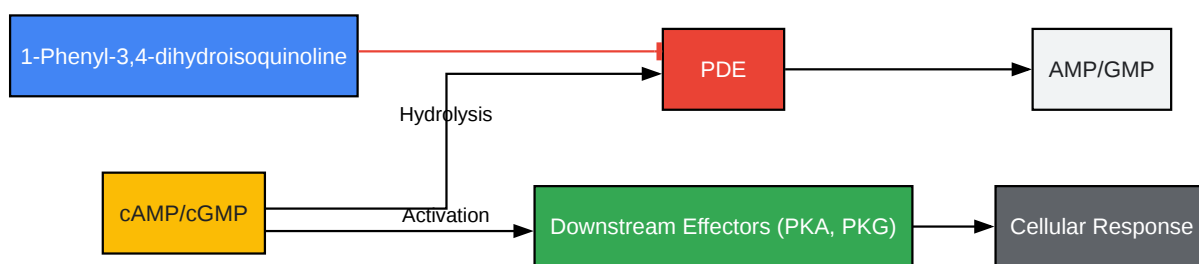 1-Phenyl-3,4-dihydroisoquinoline
PDE
AMP/GMP
Hydrolysis
cAMP/cGMP
Activation
Downstream Effectors (PKA, PKG)
Cellular Response